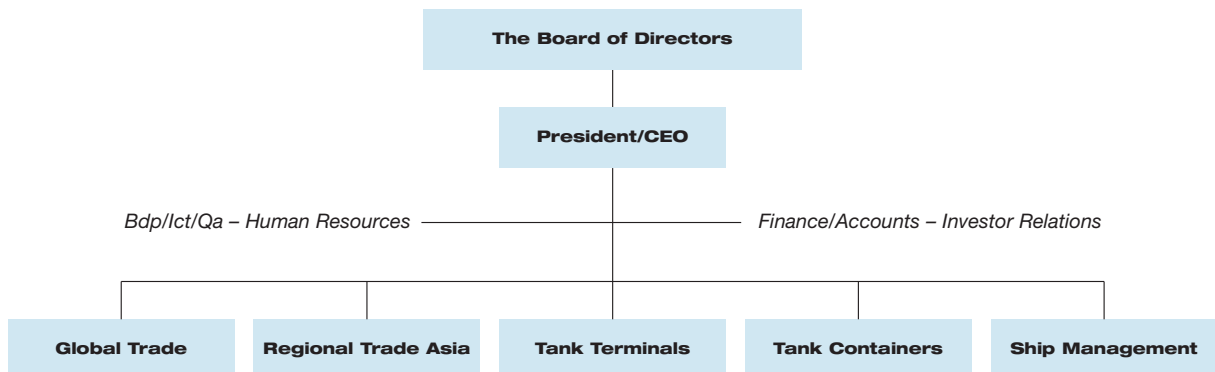 The Board of Directors
President/CEO
Bdp/Ict/Qa – Human Resources
Finance/Accounts – Investor Relations
Global Trade
Regional Trade Asia
Tank Terminals
Tank Containers
Ship Management